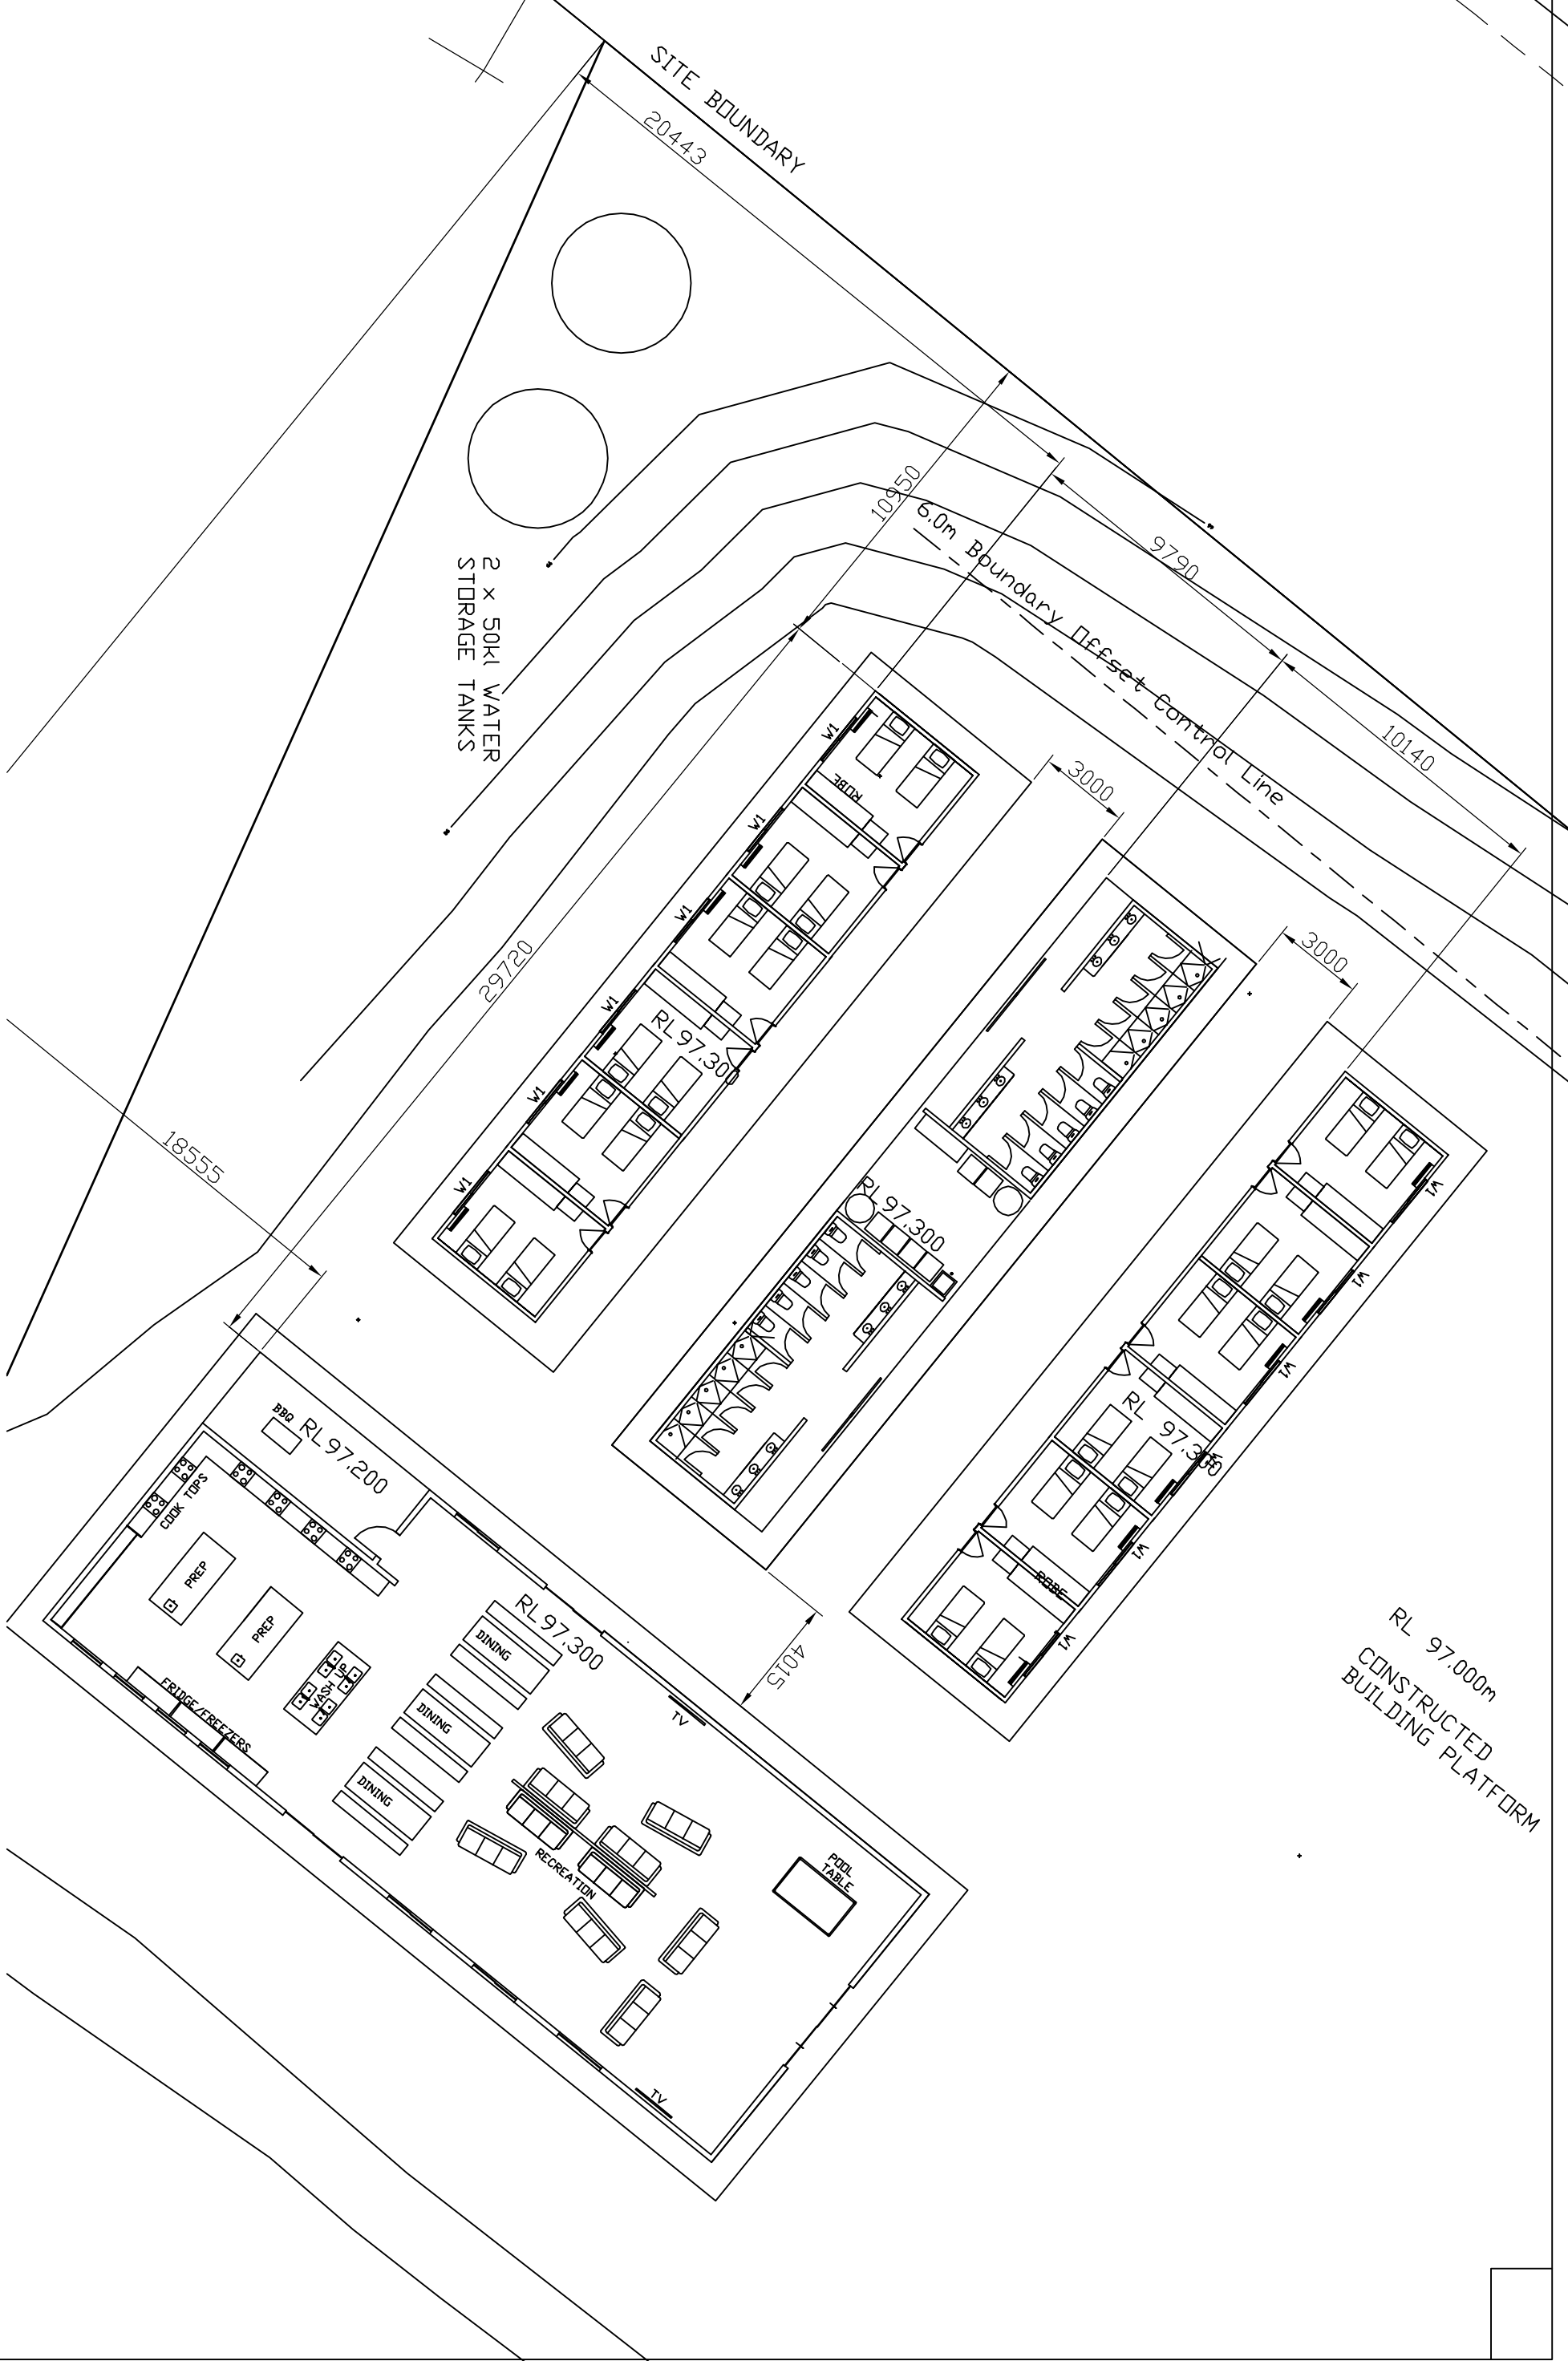 SITE BOUNDARY
20443
10950
6.0m Boundary Offset Control Line
9790
10140
2 x 50kl WATER
STORAGE TANKS
3000
3000
W1
ROBE
W1
W1
W1
W1
W1
RL 97.300
29720
18555
RL 97.300
W1
W1
W1
W1
W1
W1
RL 97.300
ROBE
BBQ
RL 97.200
COOK TOPS
PREP
PREP
WASH UP
FRIDGE/FREEZERS
RL 97.300
DINING
DINING
DINING
4015
TV
RECREATION
POOL
TABLE
TV
RL 97.000m
CONSTRUCTED
BUILDING PLATFORM